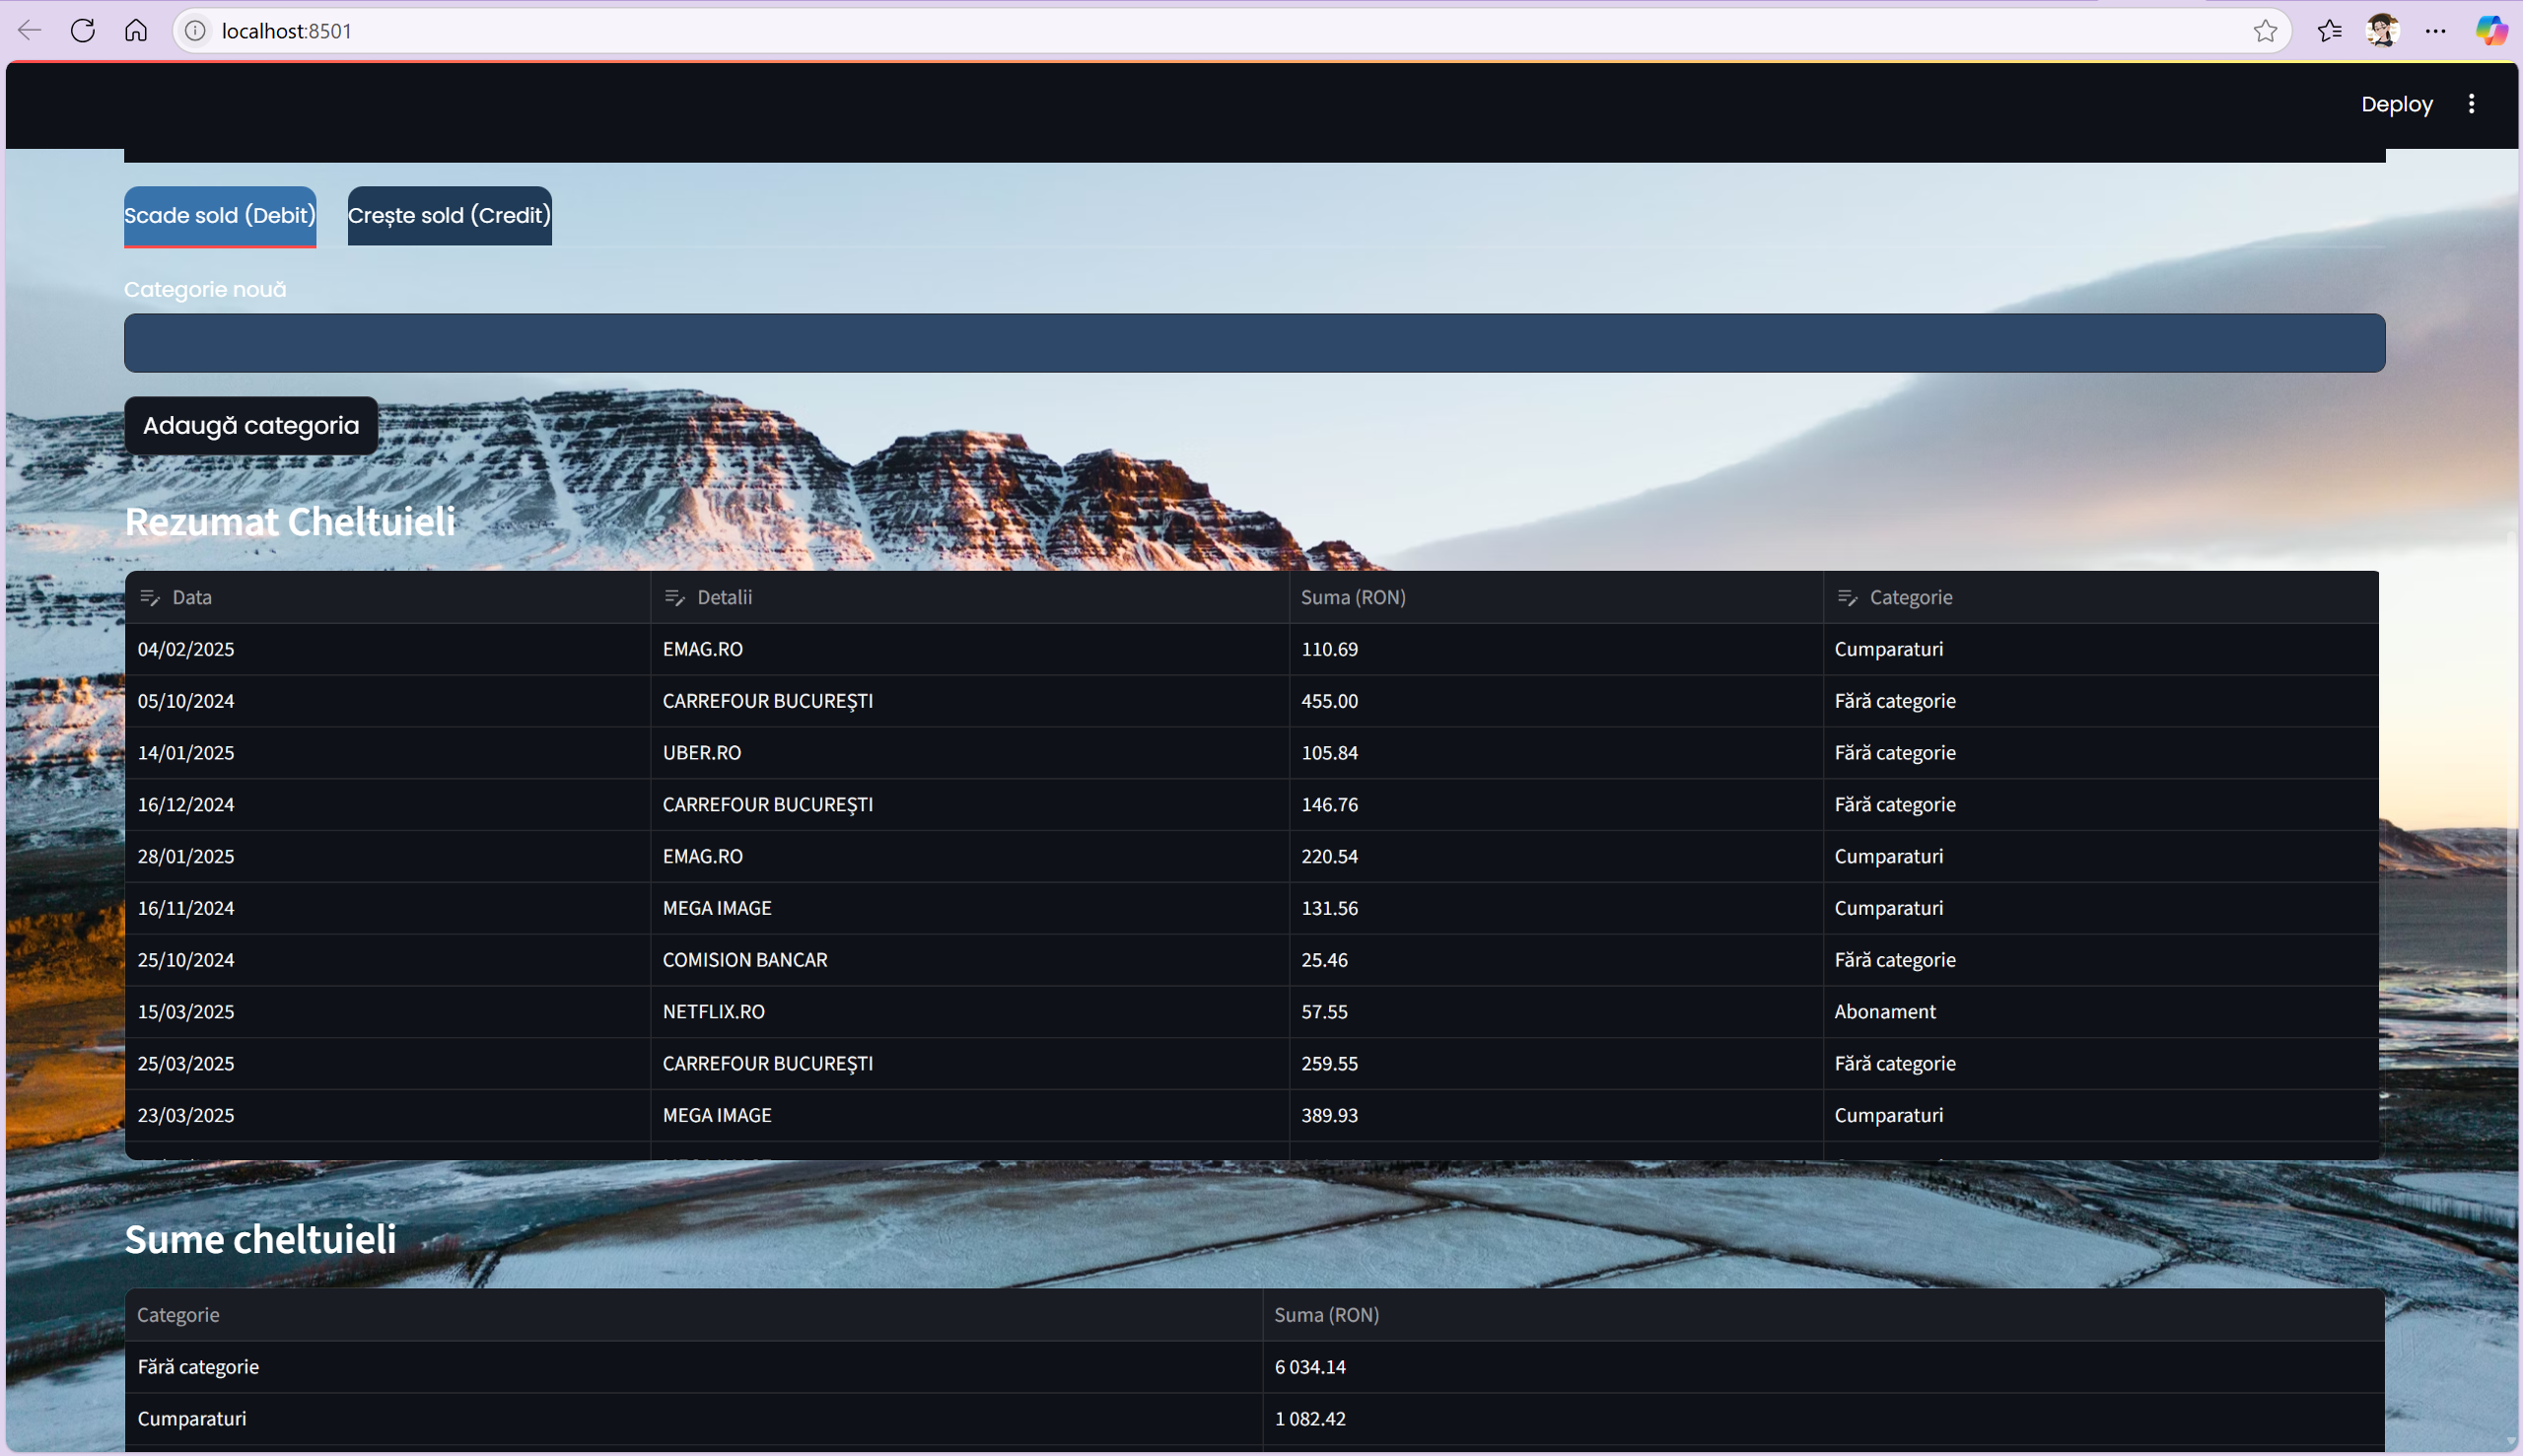 localhost:8501
Deploy
Scade sold (Debit) Crește sold (Credit)
Categorie nouă
Adaugă categoria
Rezumat Cheltuieli
Data Detalii Suma (RON) Categorie
04/02/2025 EMAG.RO 110.69 Cumparaturi
05/10/2024 CARREFOUR BUCUREŞTI 455.00 Fără categorie
14/01/2025 UBER.RO 105.84 Fără categorie
16/12/2024 CARREFOUR BUCUREŞTI 146.76 Fără categorie
28/01/2025 EMAG.RO 220.54 Cumparaturi
16/11/2024 MEGA IMAGE 131.56 Cumparaturi
25/10/2024 COMISION BANCAR 25.46 Fără categorie
15/03/2025 NETFLIX.RO 57.55 Abonament
25/03/2025 CARREFOUR BUCUREŞTI 259.55 Fără categorie
23/03/2025 MEGA IMAGE 389.93 Cumparaturi
Sume cheltuieli
Categorie Suma (RON)
Fără categorie 6 034.14
Cumparaturi 1 082.42